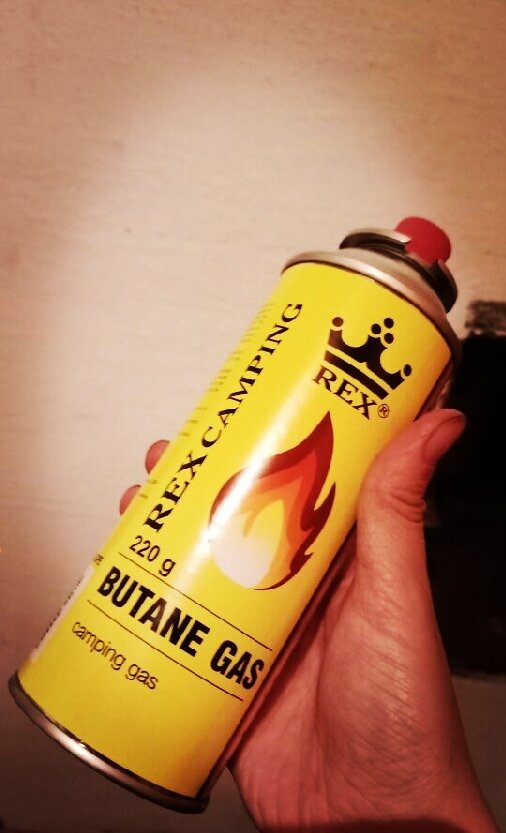 REX®
REX CAMPING
220 g
BUTANE GAS
camping gas